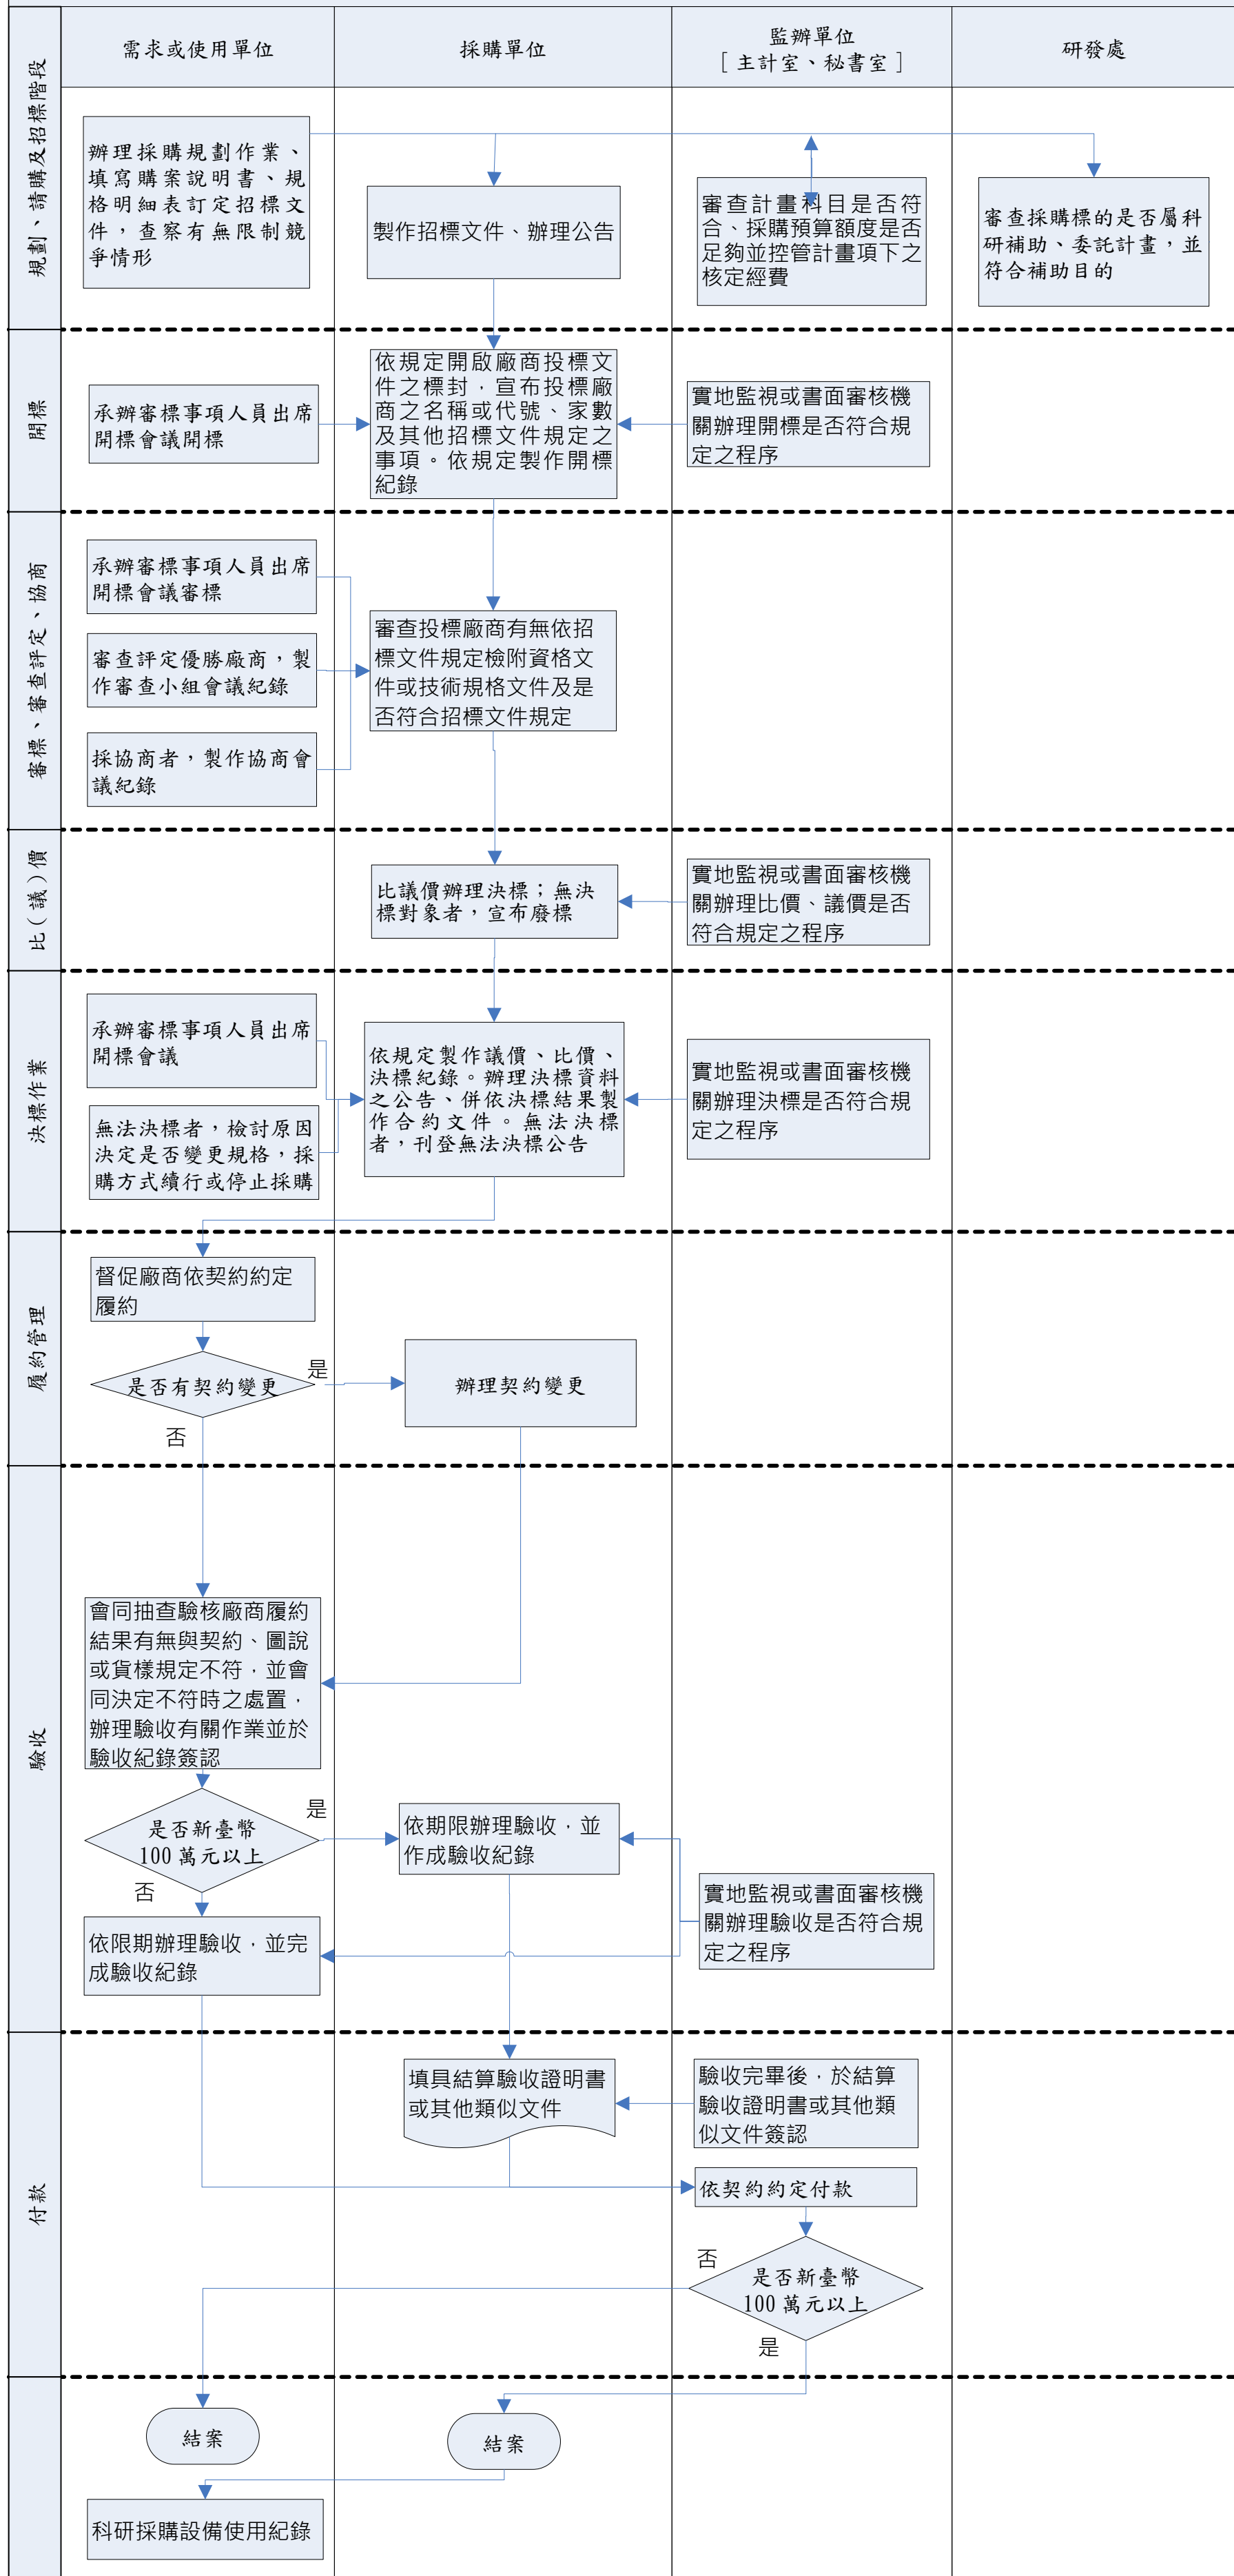 需求或使用單位
採購單位
監辦單位
[ 主計室、秘書室 ]
研發處
規劃、請購及招標階段
辦理採購規劃作業、
填寫購案說明書、規
格明細表訂定招標文
件，查察有無限制競
爭情形
製作招標文件、辦理公告
審查計畫科目是否符
合、採購預算額度是否
足夠並控管計畫項下之
核定經費
審查採購標的是否屬科
研補助、委託計畫，並
符合補助目的
開標
承辦審標事項人員出席
開標會議開標
依規定開啟廠商投標文
件之標封，宣布投標廠
商之名稱或代號、家數
及其他招標文件規定之
事項。依規定製作開標
紀錄
實地監視或書面審核機
關辦理開標是否符合規
定之程序
審標、審查評定、協商
承辦審標事項人員出席
開標會議審標
審查評定優勝廠商，製
作審查小組會議紀錄
採協商者，製作協商會
議紀錄
審查投標廠商有無依招
標文件規定檢附資格文
件或技術規格文件及是
否符合招標文件規定
比（議）價
比議價辦理決標；無決
標對象者，宣布廢標
實地監視或書面審核機
關辦理比價、議價是否
符合規定之程序
決標作業
承辦審標事項人員出席
開標會議
無法決標者，檢討原因
決定是否變更規格，採
購方式續行或停止採購
依規定製作議價、比價、
決標紀錄。辦理決標資料
之公告、併依決標結果製
作合約文件。無法決標
者，刊登無法決標公告
實地監視或書面審核機
關辦理決標是否符合規
定之程序
履約管理
督促廠商依契約約定
履約
是否有契約變更
是
否
辦理契約變更
驗收
會同抽查驗核廠商履約
結果有無與契約、圖說
或貨樣規定不符，並會
同決定不符時之處置，
辦理驗收有關作業並於
驗收紀錄簽認
是否新臺幣
100 萬元以上
是
否
依期限辦理驗收，並
作成驗收紀錄
實地監視或書面審核機
關辦理驗收是否符合規
定之程序
依限期辦理驗收，並完
成驗收紀錄
付款
填具結算驗收證明書
或其他類似文件
驗收完畢後，於結算
驗收證明書或其他類
似文件簽認
依契約約定付款
否
是否新臺幣
100 萬元以上
是
結案
結案
科研採購設備使用紀錄